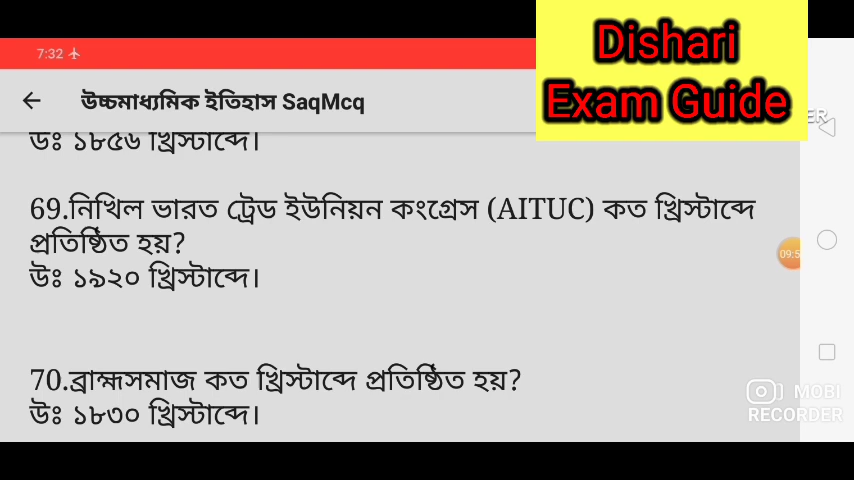 Dishari
Exam Guide
7:32
উচ্চমাধ্যমিক ইতিহাস SaqMcq
উঃ ১৮৫৬ খ্রিস্টাব্দে।
69.নিখিল ভারত ট্রেড ইউনিয়ন কংগ্রেস (AITUC) কত খ্রিস্টাব্দে
প্রতিষ্ঠিত হয়?
উঃ ১৯২০ খ্রিস্টাব্দে।
70.ব্রাহ্মসমাজ কত খ্রিস্টাব্দে প্রতিষ্ঠিত হয়?
উঃ ১৮৩০ খ্রিস্টাব্দে।
MOBI
RECORDER